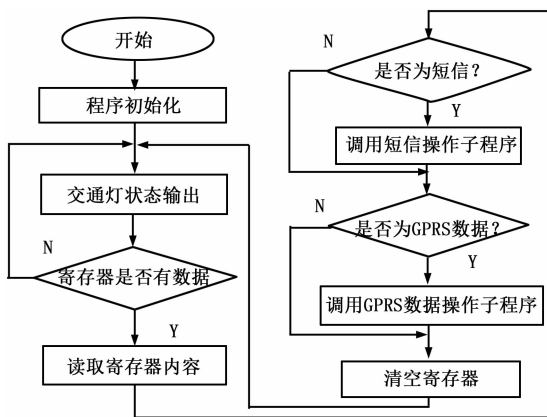 开始
程序初始化
交通灯状态输出
N
寄存器是否有数据
Y
读取寄存器内容
N
是否为短信?
Y
调用短信操作子程序
N
是否为GPRS数据?
Y
调用GPRS数据操作子程序
清空寄存器